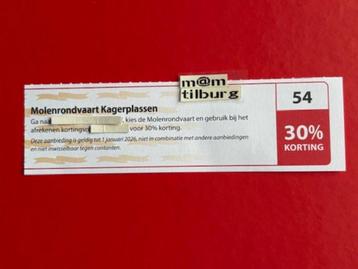 m@m
tilburg
Molenrondvaart Kagerplassen
Ga naar , kies de Molenrondvaart en gebruik bij het
afrekenen kortingsv voor 30% korting.
Deze aanbieding is geldig tot 1 januari 2026, niet in combinatie met andere aanbiedingen
en niet inwisselbaar tegen contanten.
54
30%
KORTING